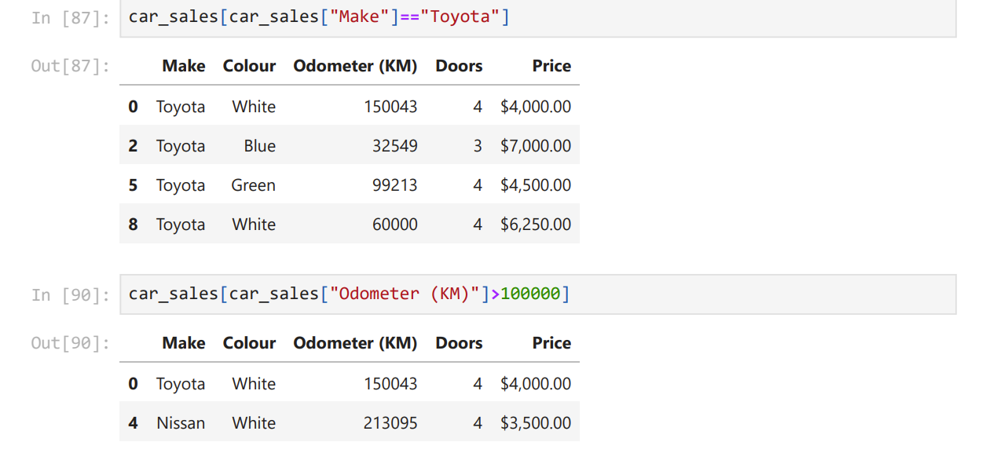 In [87]: car_sales[car_sales["Make"]=="Toyota"]
Out[87]: Make Colour Odometer (KM) Doors Price
0 Toyota White 150043 4 $4,000.00
2 Toyota Blue 32549 3 $7,000.00
5 Toyota Green 99213 4 $4,500.00
8 Toyota White 60000 4 $6,250.00
In [90]: car_sales[car_sales["Odometer (KM)"]>100000]
Out[90]: Make Colour Odometer (KM) Doors Price
0 Toyota White 150043 4 $4,000.00
4 Nissan White 213095 4 $3,500.00